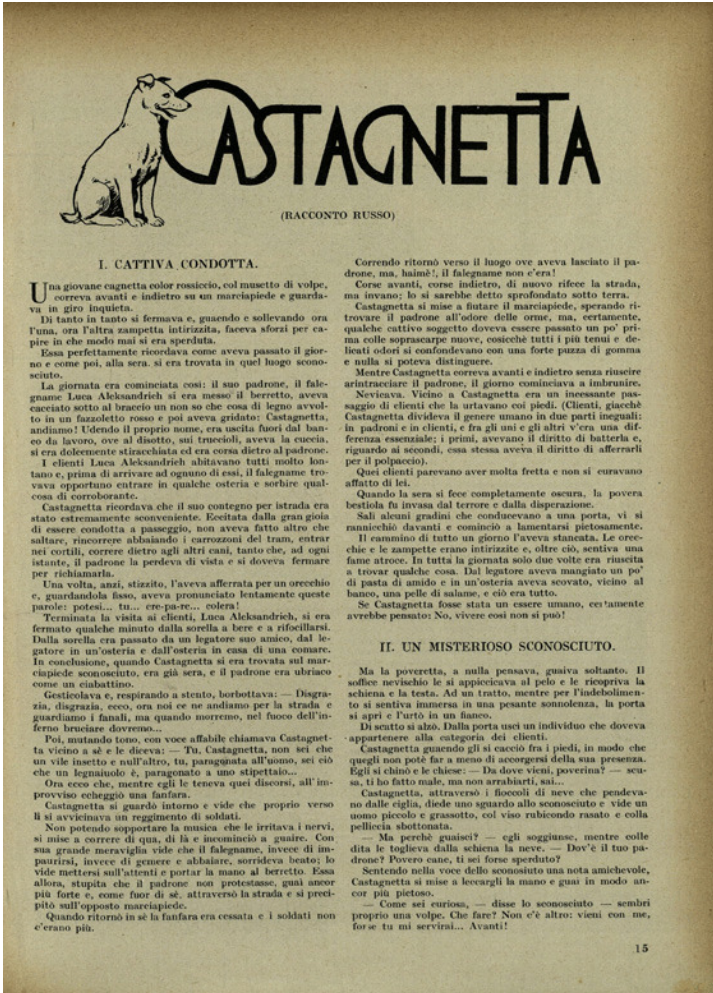 CASTAGNETTA
(RACCONTO RUSSO)
I. CATTIVA CONDOTTA.
Una giovane cagnetta color rossiccio, col musetto di volpe,
correva avanti e indietro su un marciapiede e guarda-
va in giro inquieta.
Di tanto in tanto si fermava e, guaendo e sollevando ora
l'una, ora l'altra zampetta intirizzita, faceva sforzi per ca-
pire in che modo mai si era sperduta.
Essa perfettamente ricordava come aveva passato il gior-
no e come poi, alla sera. si era trovata in quel luogo scono-
sciuto.
La giornata era cominciata così: il suo padrone, il fale-
gname Luca Aleksandrich si era messo il berretto, aveva
cacciato sotto al braccio un non so che cosa di legno avvol-
to in un fazzoletto rosso e poi aveva gridato: Castagnetta,
andiamo! Udendo il proprio nome, era uscita fuori dal ban-
co da lavoro, ove al disotto, sui truccioli, aveva la cuccia,
si era dolcemente stiracchiata ed era corsa dietro al padrone.
I clienti Luca Aleksandrich abitavano tutti molto lon-
tano e, prima di arrivare ad ognuno di essi, il falegname tro-
vava opportuno entrare in qualche osteria e sorbire qual-
cosa di corroborante.
Castagnetta ricordava che il suo contegno per istrada era
stato estremamente sconveniente. Eccitata dalla gran gioia
di essere condotta a passeggio, non aveva fatto altro che
saltare, rincorrere abbaiando i carrozzoni del tram, entrar
nei cortili, correre dietro agli altri cani, tanto che, ad ogni
istante, il padrone la perdeva di vista e si doveva fermare
per richiamarla.
Una volta, anzi, stizzito, l'aveva afferrata per un orecchio
e, guardandola fisso, aveva pronunciato lentamente queste
parole: potesi... tu... cre-pa-re... colera!
Terminata la visita ai clienti, Luca Aleksandrich, si era
fermato qualche minuto dalla sorella a bere e a rifocillarsi.
Dalla sorella era passato da un legatore suo amico, dal le-
gatore in un'osteria e dall'osteria in casa di una comare.
In conclusione, quando Castagnetta si era trovata sul mar-
ciapiede sconosciuto, era già sera, e il padrone era ubriaco
come un ciabattino.
Gesticolava e, respirando a stento, borbottava: — Disgra-
zia, disgrazia, ecco, ora noi ce ne andiamo per la strada e
guardiamo i fanali, ma quando morremo, nel fuoco dell'in-
ferno bruciare dovremo...
Poi, mutando tono, con voce affabile chiamava Castagnet-
ta vicino a sè e le diceva: — Tu, Castagnetta, non sei che
un vile insetto e null'altro, tu, paragonata all'uomo, sei ciò
che un legnaiuolo è, paragonato a uno stipettaio...
Ora ecco che, mentre egli le teneva quei discorsi, all'im-
provviso echeggiò una fanfara.
Castagnetta si guardò intorno e vide che proprio verso
lì si avvicinava un reggimento di soldati.
Non potendo sopportare la musica che le irritava i nervi,
si mise a correre di qua, di là e incominciò a guaire. Con
sua grande meraviglia vide che il falegname, invece di im-
paurirsi, invece di gemere e abbaiare, sorrideva beato; lo
vide mettersi sull'attenti e portar la mano al berretto. Essa
allora, stupita che il padrone non protestasse, guaì ancor
più forte e, come fuor di sè, attraversò la strada e si preci-
pitò sull'opposto marciapiede.
Quando ritornò in sè la fanfara era cessata e i soldati non
c'erano più.
Correndo ritornò verso il luogo ove aveva lasciato il pa-
drone, ma, haimè!, il falegname non c'era!
Corse avanti, corse indietro, di nuovo rifece la strada,
ma invano; lo si sarebbe detto sprofondato sotto terra.
Castagnetta si mise a fiutare il marciapiede, sperando ri-
trovare il padrone all'odore delle orme, ma, certamente,
qualche cattivo soggetto doveva essere passato un po' pri-
ma colle soprascarpe nuove, cosicchè tutti i più tenui e de-
licati odori si confondevano con una forte puzza di gomma
e nulla si poteva distinguere.
Mentre Castagnetta correva avanti e indietro senza riuscire
arintracciare il padrone, il giorno cominciava a imbrunire.
Nevicava. Vicino a Castagnetta era un incessante pas-
saggio di clienti che la urtavano coi piedi. (Clienti, giacchè
Castagnetta divideva il genere umano in due parti ineguali:
in padroni e in clienti, e fra gli uni e gli altri v'era una dif-
ferenza essenziale; i primi, avevano il diritto di batterla e,
riguardo ai secondi, essa stessa aveva il diritto di afferrarli
per il polpaccio).
Quei clienti parevano aver molta fretta e non si curavano
affatto di lei.
Quando la sera si fece completamente oscura, la povera
bestiola fu invasa dal terrore e dalla disperazione.
Salì alcuni gradini che conducevano a una porta, vi si
rannicchiò davanti e cominciò a lamentarsi pietosamente.
Il cammino di tutto un giorno l'aveva stancata. Le orec-
chie e le zampette erano intirizzite e, oltre ciò, sentiva una
fame atroce. In tutta la giornata solo due volte era riuscita
a trovar qualche cosa. Dal legatore aveva mangiato un po'
di pasta di amido e in un'osteria aveva scovato, vicino al
banco, una pelle di salame, e ciò era tutto.
Se Castagnetta fosse stata un essere umano, certamente
avrebbe pensato: No, vivere così non si può!
II. UN MISTERIOSO SCONOSCIUTO.
Ma la poveretta, a nulla pensava, guaiva soltanto. Il
soffice nevischio le si appiccicava al pelo e le ricopriva la
schiena e la testa. Ad un tratto, mentre per l'indebolimen-
to si sentiva immersa in una pesante sonnolenza, la porta
si aprì e l'urtò in un fianco.
Di scatto si alzò. Dalla porta uscì un individuo che doveva
appartenere alla categoria dei clienti.
Castagnetta guaendo gli si cacciò fra i piedi, in modo che
quegli non potè far a meno di accorgersi della sua presenza.
Egli si chinò e le chiese: — Da dove vieni, poverina? — scu-
sa, ti ho fatto male, ma non arrabiarti, sai...
Castagnetta, attraverso i fioccoli di neve che pendeva-
no dalle ciglia, diede uno sguardo allo sconosciuto e vide un
uomo piccolo e grassotto, col viso rubicondo rasato e colla
pelliccia sbottonata.
— Ma perchè guaisci? — egli soggiunse, mentre colle
dita le toglieva dalla schiena la neve. — Dov'è il tuo pa-
drone? Povero cane, ti sei forse sperduto?
Sentendo nella voce dello sconosiuto una nota amichevole,
Castagnetta si mise a leccargli la mano e guaì in modo an-
cor più pietoso.
— Come sei curiosa, — disse lo sconosciuto — sembri
proprio una volpe. Che fare? Non c'è altro: vieni con me,
forse tu mi servirai... Avanti!
15